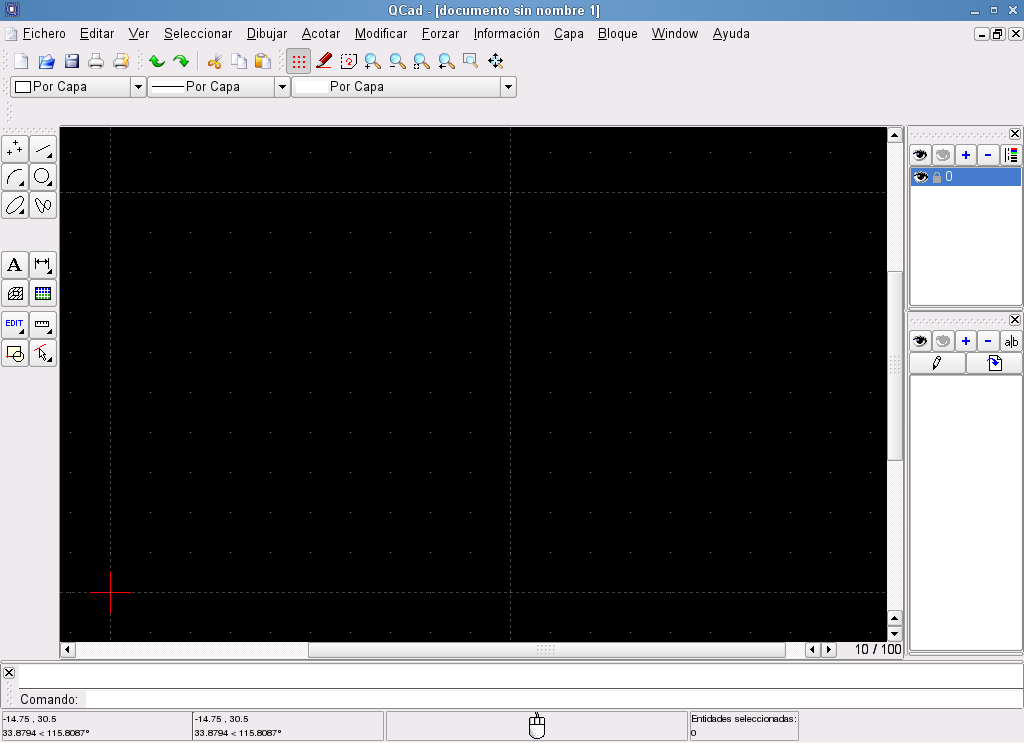 QCad - [documento sin nombre 1]
Fichero Editar Ver Seleccionar Dibujar Acotar Modificar Forzar Información Capa Bloque Window Ayuda
Por Capa Por Capa Por Capa
0
A
EDIT
a|b
10 / 100
Comando:
-14.75 , 30.5 -14.75 , 30.5 Entidades seleccionadas:
33.8794 < 115.8087° 33.8794 < 115.8087° 0